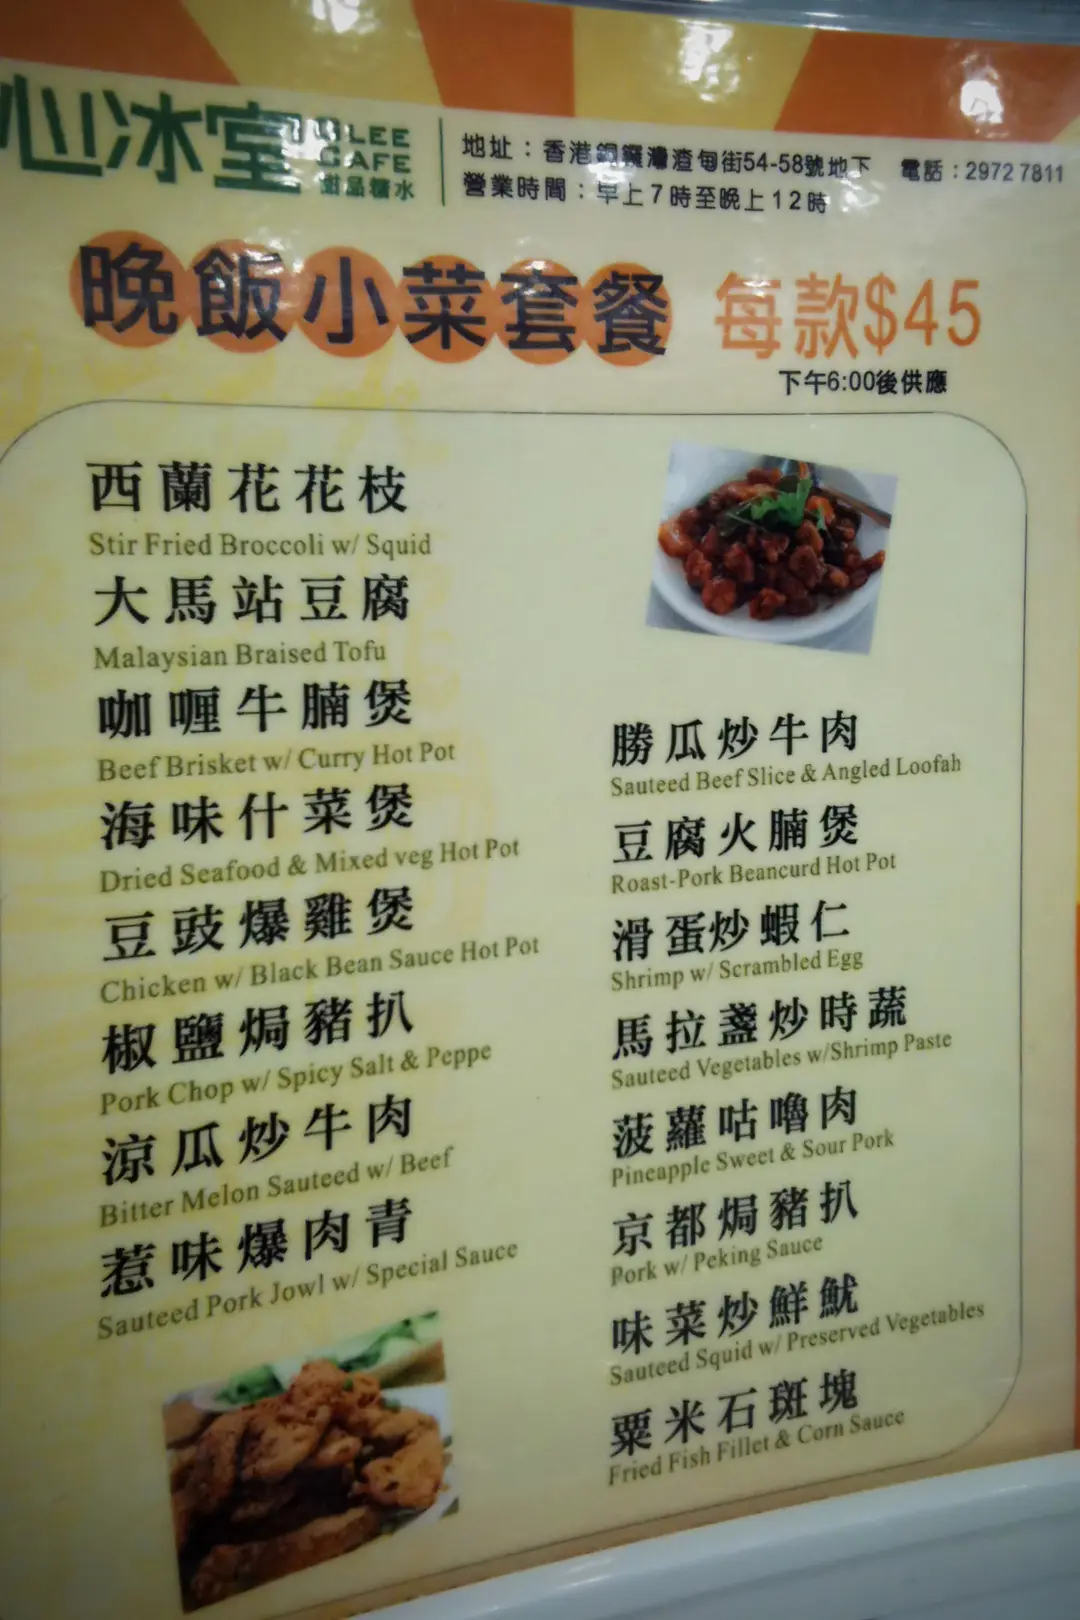 心冰室
GLEE
CAFE
甜品糖水
地址：香港銅鑼灣渣甸街54-58號地下 電話：2972 7811
營業時間：早上7時至晚上12時
晚飯小菜套餐 每款$45
下午6:00後供應
西蘭花花枝
Stir Fried Broccoli w/ Squid
大馬站豆腐
Malaysian Braised Tofu
咖喱牛腩煲
Beef Brisket w/ Curry Hot Pot
海味什菜煲
Dried Seafood & Mixed veg Hot Pot
豆豉爆雞煲
Chicken w/ Black Bean Sauce Hot Pot
椒鹽焗豬扒
Pork Chop w/ Spicy Salt & Peppe
涼瓜炒牛肉
Bitter Melon Sauteed w/ Beef
惹味爆肉青
Sauteed Pork Jowl w/ Special Sauce
勝瓜炒牛肉
Sauteed Beef Slice & Angled Loofah
豆腐火腩煲
Roast-Pork Beancurd Hot Pot
滑蛋炒蝦仁
Shrimp w/ Scrambled Egg
馬拉盞炒時蔬
Sauteed Vegetables w/Shrimp Paste
菠蘿咕嚕肉
Pineapple Sweet & Sour Pork
京都焗豬扒
Pork w/ Peking Sauce
味菜炒鮮魷
Sauteed Squid w/ Preserved Vegetables
粟米石斑塊
Fried Fish Fillet & Corn Sauce